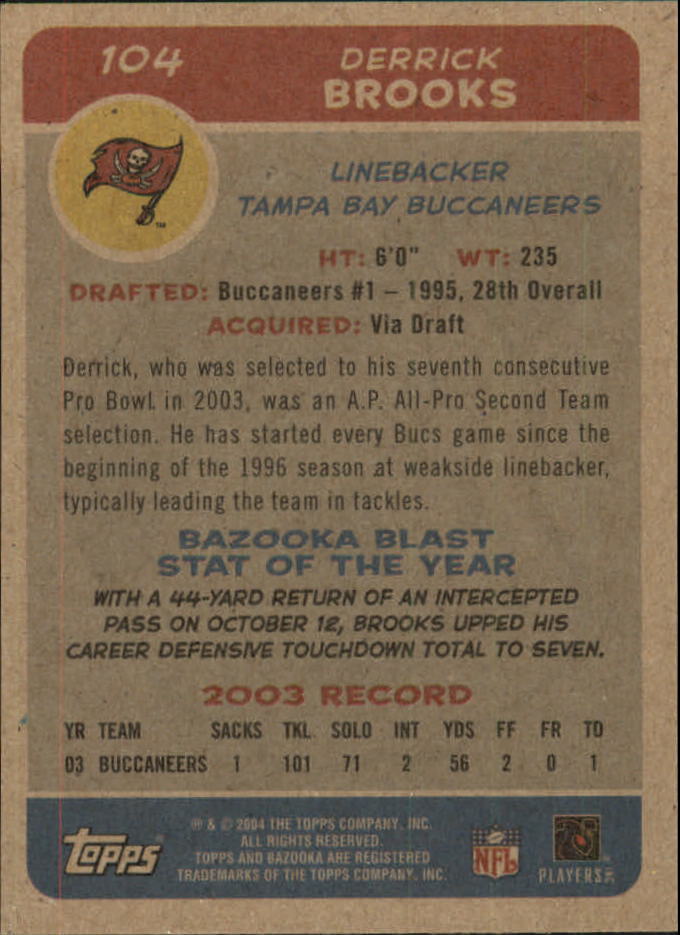 104
DERRICK
BROOKS
LINEBACKER
TAMPA BAY BUCCANEERS
HT: 6'0" WT: 235
DRAFTED: Buccaneers #1 – 1995, 28th Overall
ACQUIRED: Via Draft
Derrick, who was selected to his seventh consecutive
Pro Bowl in 2003, was an A.P. All-Pro Second Team
selection. He has started every Bucs game since the
beginning of the 1996 season at weakside linebacker,
typically leading the team in tackles.
BAZOOKA BLAST
STAT OF THE YEAR
WITH A 44-YARD RETURN OF AN INTERCEPTED
PASS ON OCTOBER 12, BROOKS UPPED HIS
CAREER DEFENSIVE TOUCHDOWN TOTAL TO SEVEN.
2003 RECORD
YR TEAM SACKS TKL SOLO INT YDS FF FR TD
03 BUCCANEERS 1 101 71 2 56 2 0 1
® & © 2004 THE TOPPS COMPANY, INC.
ALL RIGHTS RESERVED.
TOPPS AND BAZOOKA ARE REGISTERED
TRADEMARKS OF THE TOPPS COMPANY, INC.
Topps
NFL
PLAYERS